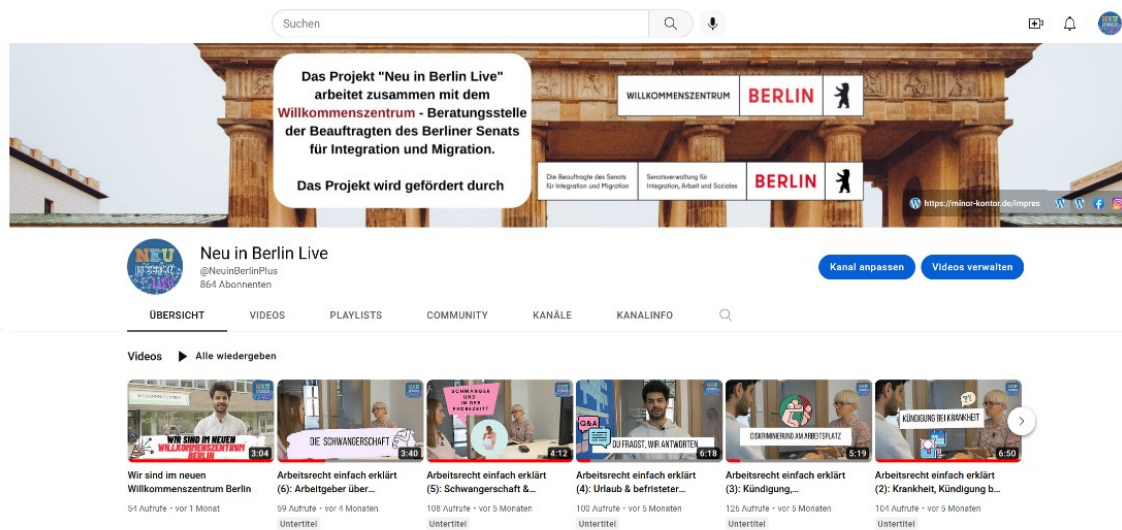 Suchen
Das Projekt "Neu in Berlin Live"
arbeitet zusammen mit dem
Willkommenszentrum - Beratungsstelle
der Beauftragten des Berliner Senats
für Integration und Migration.
Das Projekt wird gefördert durch
WILLKOMMENSZENTRUM
BERLIN
Die Beauftragte des Senats
für Integration und Migration
Senatsverwaltung für
Integration, Arbeit und Soziales
BERLIN
https://minor-kontor.de/impres
NEU
LIVE
Neu in Berlin Live
@NeuinBerlinPlus
864 Abonnenten
Kanal anpassen
Videos verwalten
ÜBERSICHT
VIDEOS
PLAYLISTS
COMMUNITY
KANÄLE
KANALINFO
Videos
Alle wiedergeben
WIR SIND IM NEUEN
WILLKOMMENSZENTRUM
BERLIN
3:04
DIE SCHWANGERSCHAFT
3:40
SCHWANGER
UND
IN DER
PROBEZEIT?
4:12
Q&A
DU FRAGST, WIR ANTWORTEN
6:18
DISKRIMINIERUNG AM ARBEITSPLATZ
5:19
KÜNDIGUNG BEI KRANKHEIT
6:50
Wir sind im neuen
Willkommenszentrum Berlin
54 Aufrufe • vor 1 Monat
Arbeitsrecht einfach erklärt
(6): Arbeitgeber über...
59 Aufrufe • vor 4 Monaten
Untertitel
Arbeitsrecht einfach erklärt
(5): Schwangerschaft &...
108 Aufrufe • vor 5 Monaten
Untertitel
Arbeitsrecht einfach erklärt
(4): Urlaub & befristeter...
100 Aufrufe • vor 5 Monaten
Untertitel
Arbeitsrecht einfach erklärt
(3): Kündigung,...
126 Aufrufe • vor 5 Monaten
Untertitel
Arbeitsrecht einfach erklärt
(2): Krankheit, Kündigung b...
104 Aufrufe • vor 5 Monaten
Untertitel